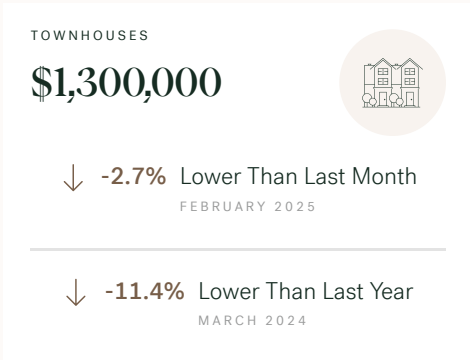 TOWNHOUSES
$1,300,000
-2.7% Lower Than Last Month
FEBRUARY 2025
-11.4% Lower Than Last Year
MARCH 2024